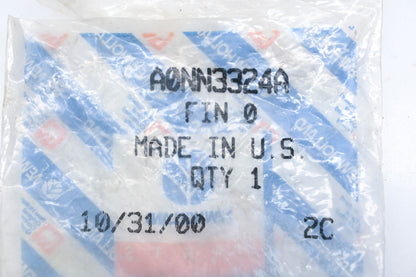 A0NN3324A
FIN 0
MADE IN U.S.
QTY 1
10/31/00 2C